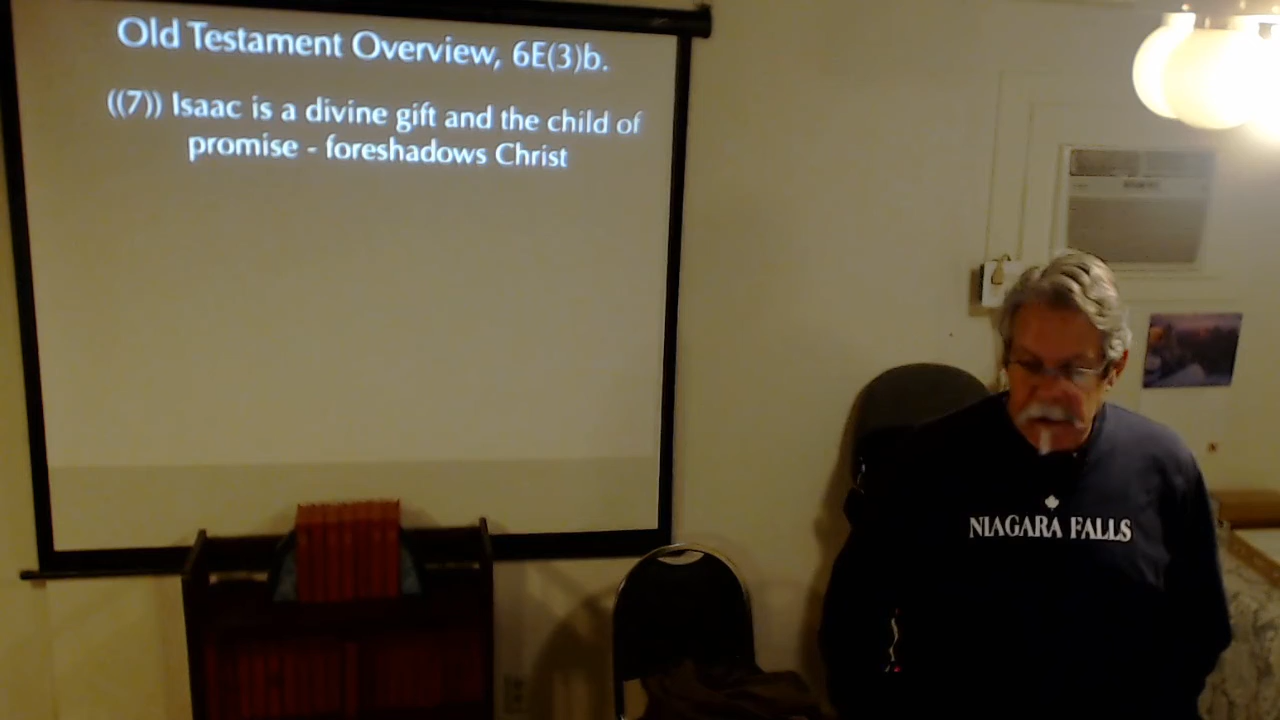 Old Testament Overview, 6E(3)b.
((7)) Isaac is a divine gift and the child of
promise - foreshadows Christ
NIAGARA FALLS